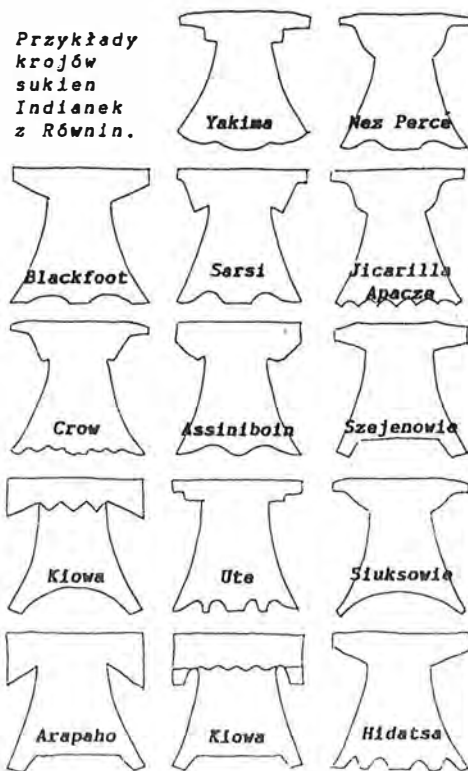 Przykłady
krojów
sukien
Indianek
z Równin.
Yakima
Nez Percé
Blackfoot
Sarsi
Jicarilla
Apacze
Crow
Assiniboin
Szejenowie
Kiowa
Ute
Siuksowie
Arapaho
Kiowa
Hidatsa